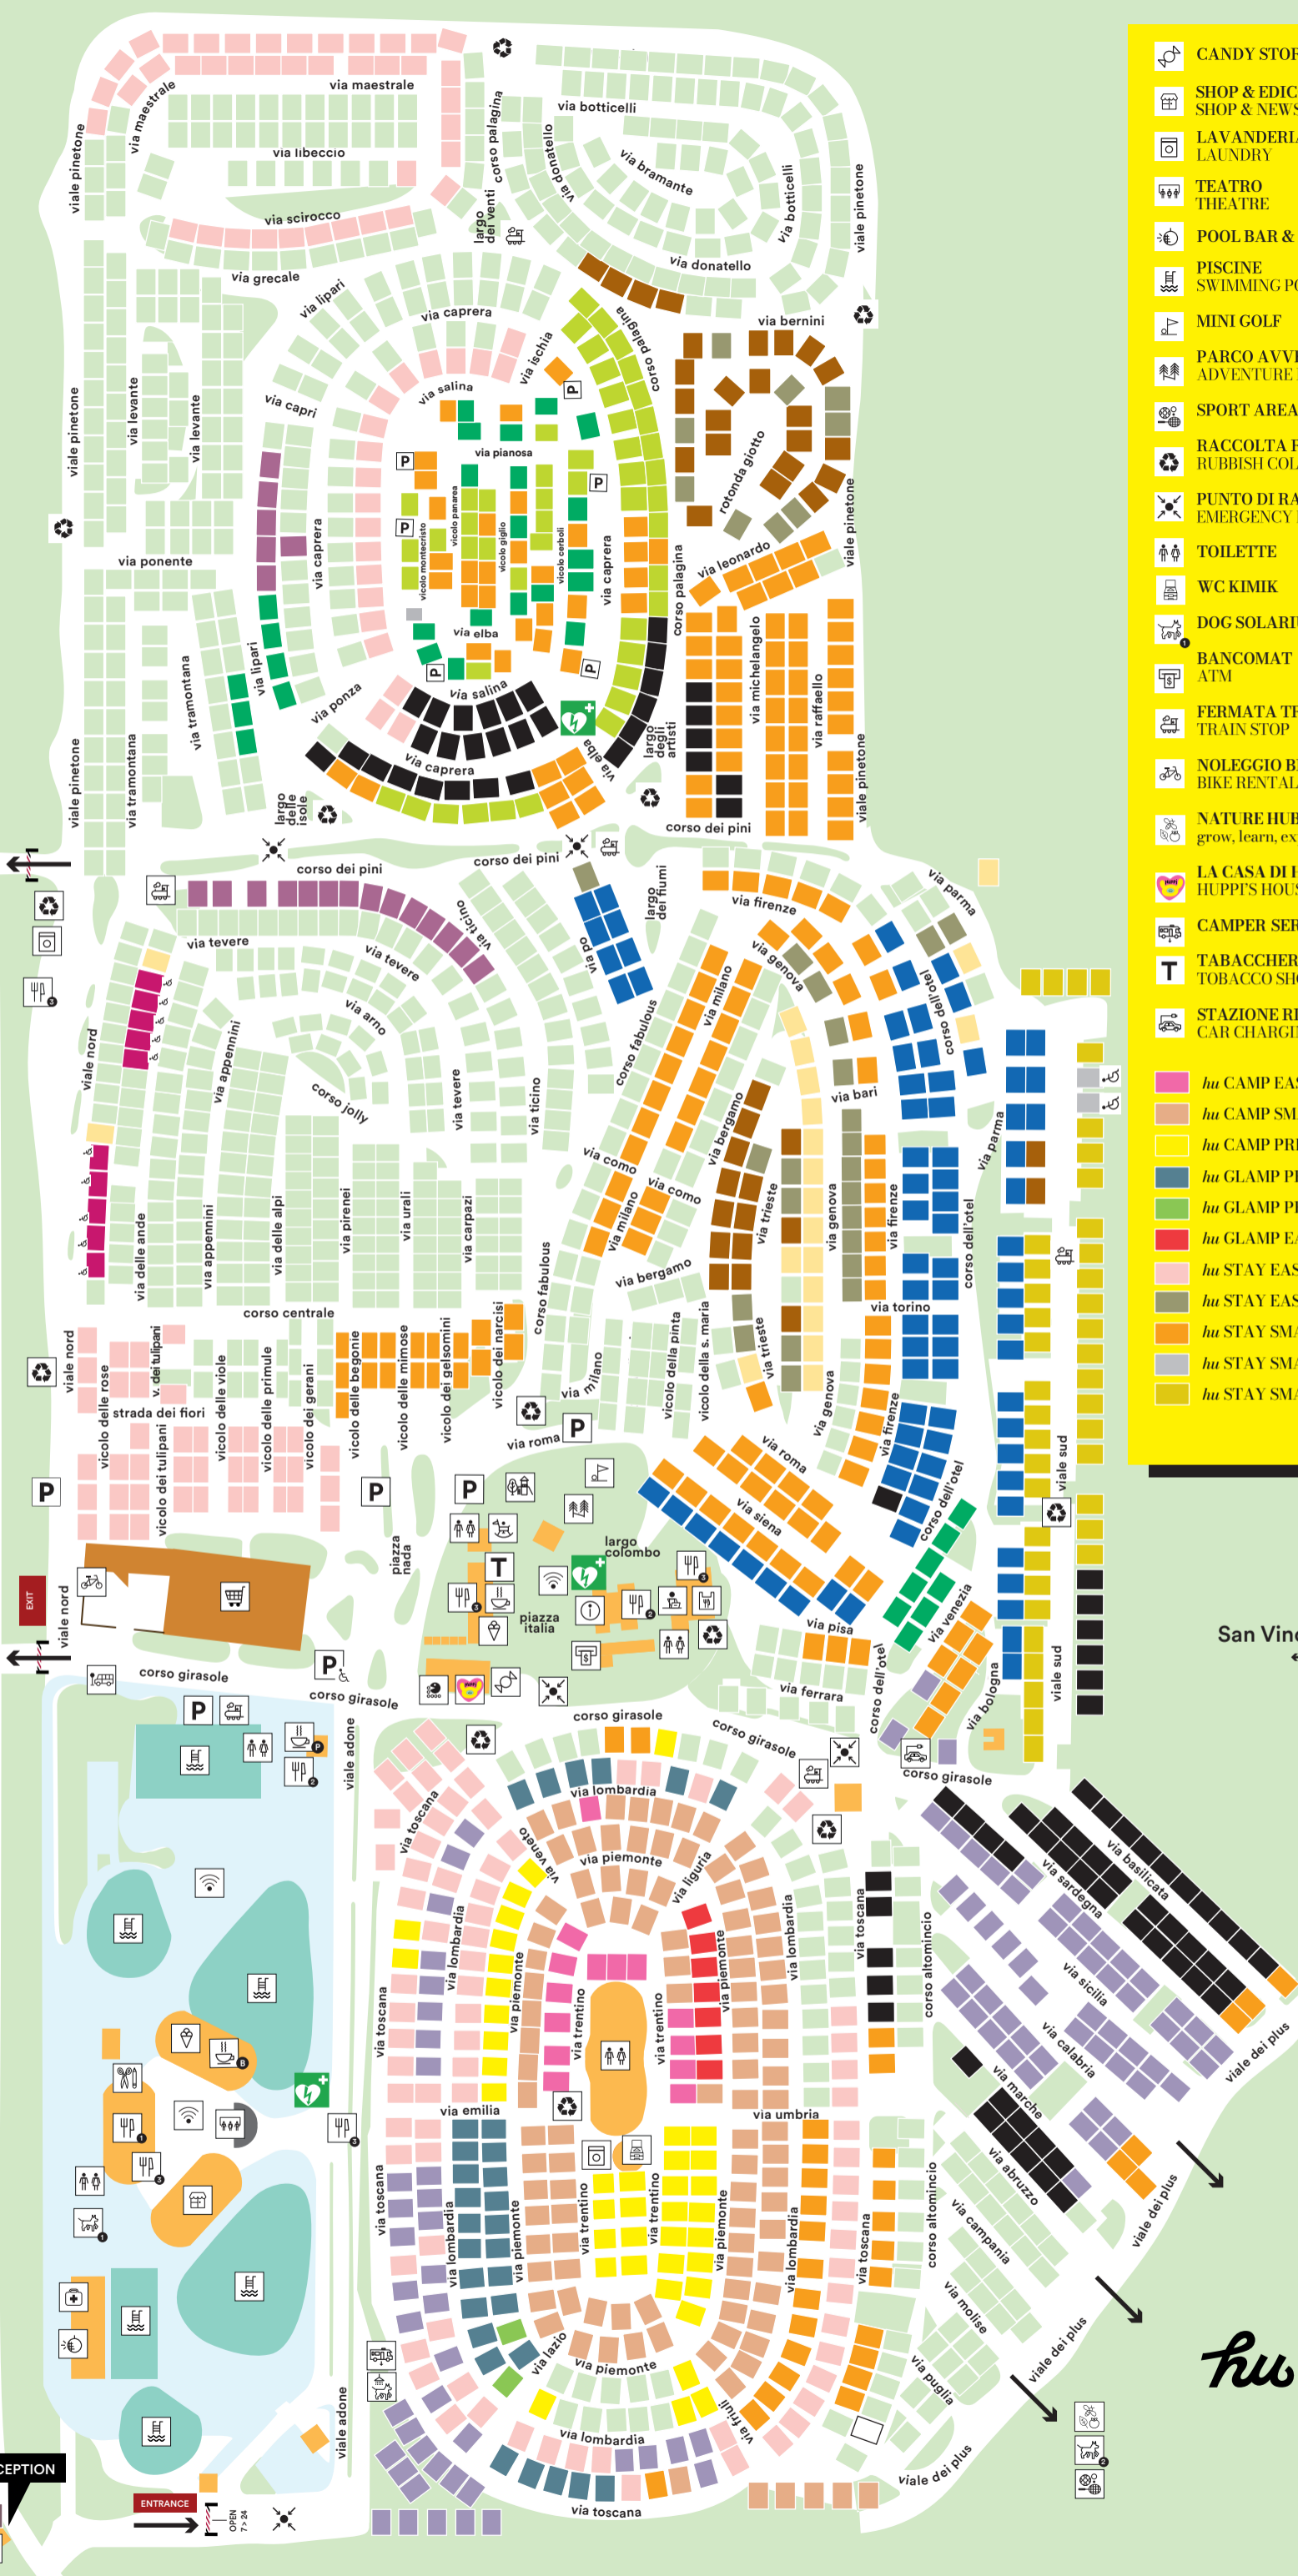 CANDY STOR
SHOP & EDIC
SHOP & NEWS
LAVANDERIA
LAUNDRY
TEATRO
THEATRE
POOL BAR &
PISCINE
SWIMMING PO
MINI GOLF
PARCO AVV
ADVENTURE
SPORT AREA
RACCOLTA R
RUBBISH COL
PUNTO DI RA
EMERGENCY
TOILETTE
WC KIMIK
DOG SOLARIU
BANCOMAT
ATM
FERMATA TR
TRAIN STOP
NOLEGGIO BI
BIKE RENTAL
NATURE HUB
grow, learn, ex
LA CASA DI H
HUPPI'S HOUS
CAMPER SER
TABACCHER
TOBACCO SHO
STAZIONE RI
CAR CHARGIN
hu CAMP EAS
hu CAMP SMA
hu CAMP PRE
hu GLAMP PR
hu GLAMP PR
hu GLAMP EA
hu STAY EAS
hu STAY EAS
hu STAY SMA
hu STAY SMA
hu STAY SMA
via maestrale
via maestrale
viale pinetone
via libeccio
via scirocco
via grecale
corso palagina
largo dei venti
via botticelli
via donatello
via bramante
via botticelli
via donatello
viale pinetone
via bernini
via lipari
via caprera
via ischia
corso palagina
via salina
via capri
viale pinetone
via levante
via levante
via pianosa
P
P
P
P
vicolo montecristo
vicolo panarea
vicolo giglio
vicolo cerboli
via caprera
via caprera
rotonda giotto
viale pinetone
via leonardo
corso palagina
via ponente
via elba
P
P
via salina
via lipari
via tramontana
via ponza
via caprera
via elba
largo degli artisti
via michelangelo
via raffaello
viale pinetone
viale pinetone
via tramontana
largo delle isole
corso dei pini
corso dei pini
corso dei pini
via tevere
via tevere
via ticino
via po
largo dei fiumi
via firenze
via parma
via genova
via milano
corso dell'otel
via arno
viale nord
via appennini
corso jolly
via tevere
via ticino
corso fabulous
via bari
via bergamo
via como
via como
via milano
via parma
via trieste
via genova
via firenze
corso dell'otel
via delle ande
via appennini
via delle alpi
via pirenei
via urali
via carpazi
corso fabulous
via bergamo
via torino
corso centrale
viale nord
vicolo delle rose
v. dei tulipani
strada dei fiori
vicolo dei tulipani
vicolo delle viole
vicolo delle primule
vicolo dei gerani
vicolo delle begonie
vicolo delle mimose
vicolo dei gelsomini
vicolo dei narcisi
via milano
vicolo della pinta
vicolo della s. maria
via trieste
via genova
via firenze
via roma
P
via roma
via siena
corso dell'otel
viale sud
P
P
P
piazza nada
largo colombo
T
piazza italia
via pisa
via venezia
EXIT
viale nord
San Vinc
P
corso girasole
corso girasole
via ferrara
corso dell'otel
via bologna
viale sud
P
corso girasole
corso girasole
corso girasole
viale adone
via toscana
via lombardia
via veneto
via piemonte
via liguria
via basilicata
via sardegna
via sicilia
via calabria
via marche
viale dei plus
via lombardia
via piemonte
via trentino
via trentino
via piemonte
via lombardia
via toscana
corso altomincio
via toscana
via emilia
via umbria
via abruzzo
via campania
via molise
via puglia
viale dei plus
viale dei plus
viale dei plus
via toscana
via lombardia
via piemonte
via trentino
via trentino
via piemonte
via lombardia
via toscana
corso altomincio
via lazio
via piemonte
via friuli
via lombardia
via toscana
viale adone
hu
CEPTION
ENTRANCE
OPEN
7 > 24